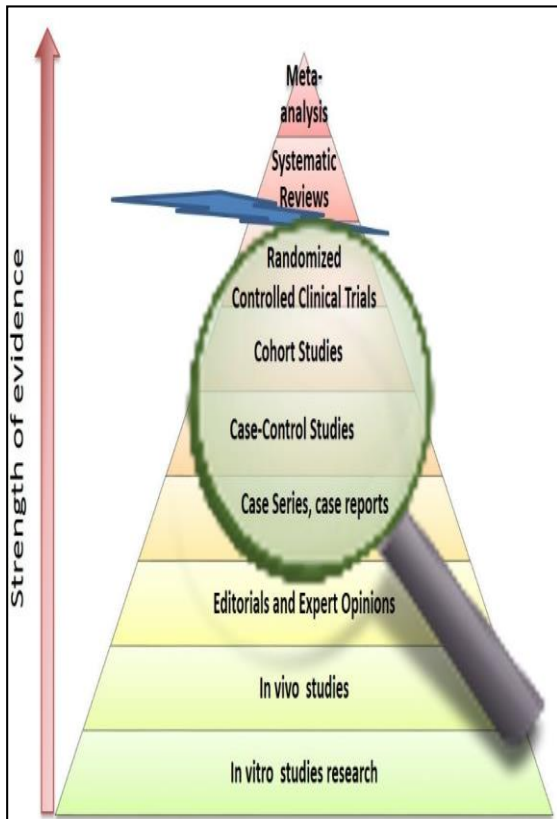 Strength of evidence
Meta-
analysis
Systematic
Reviews
Randomized
Controlled Clinical Trials
Cohort Studies
Case-Control Studies
Case Series, case reports
Editorials and Expert Opinions
In vivo studies
In vitro studies research